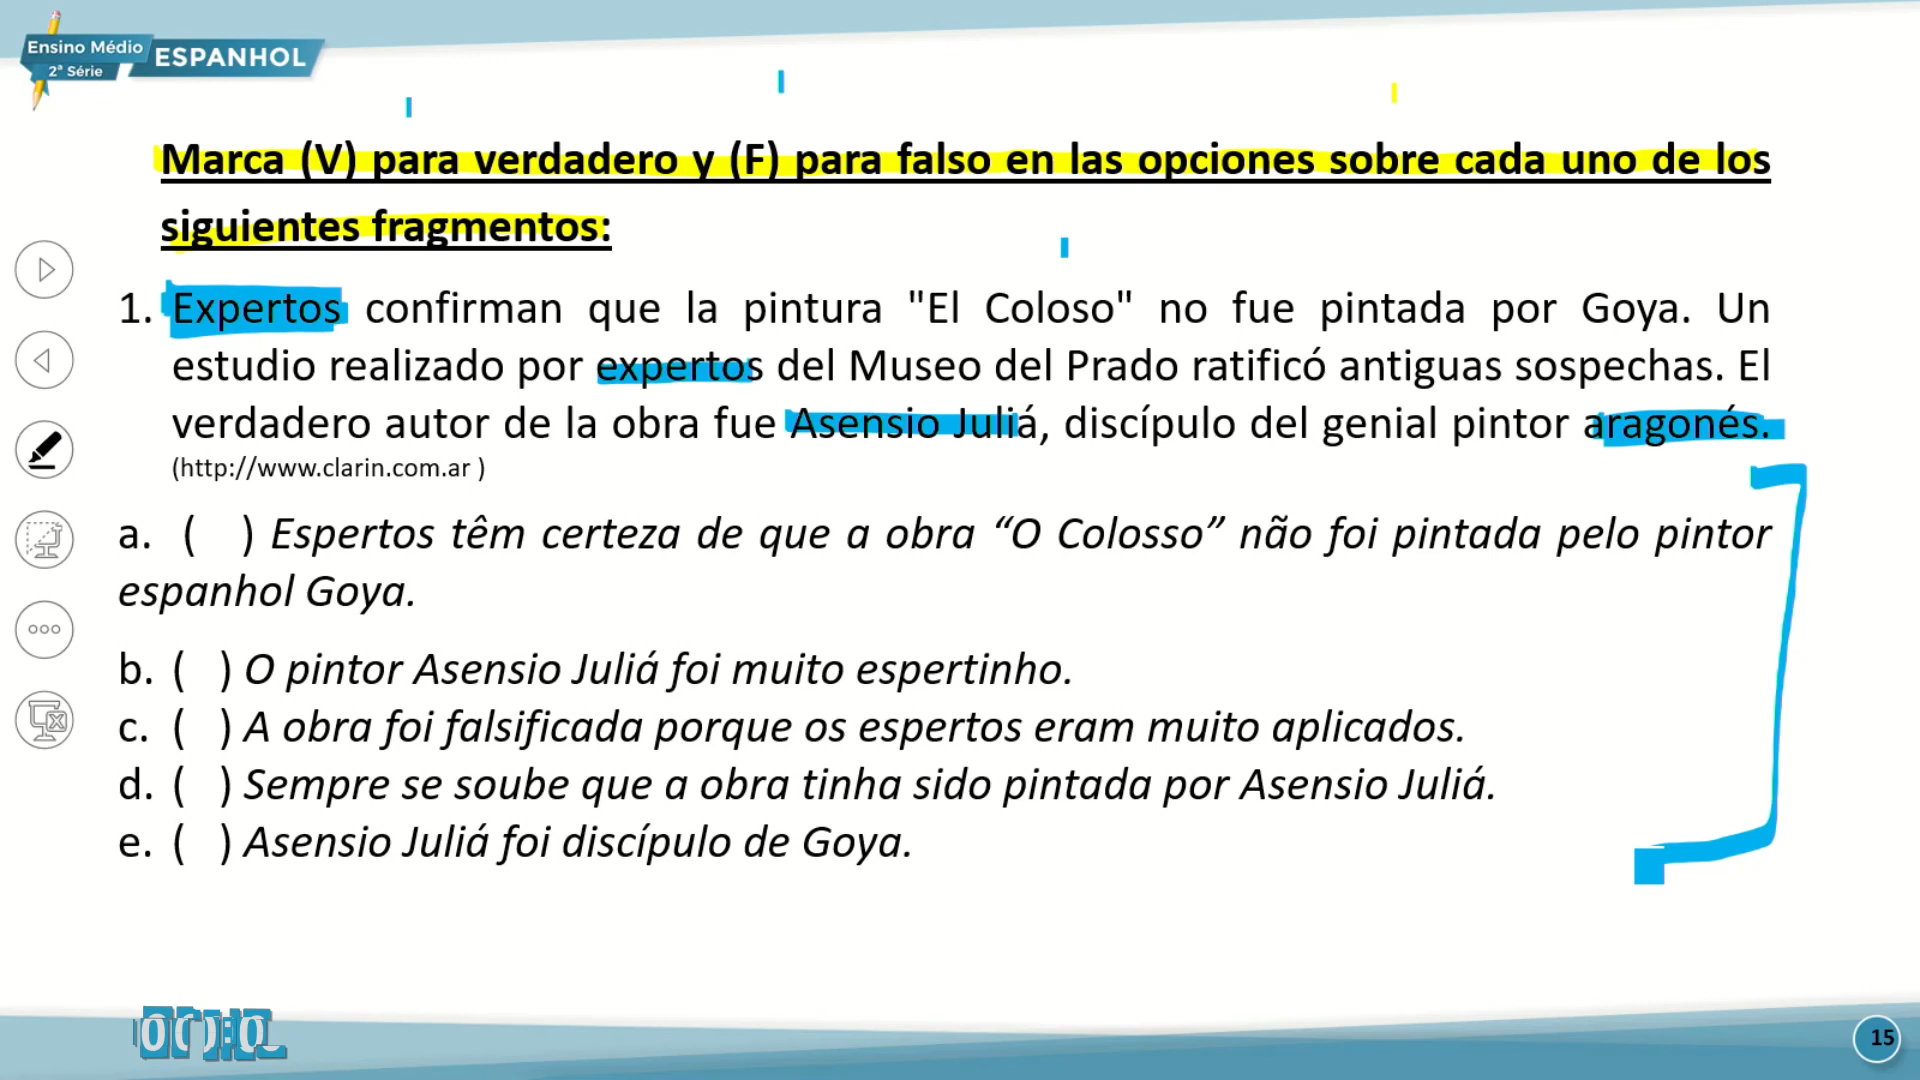 Ensino Médio
2ª Série
ESPANHOL
Marca (V) para verdadero y (F) para falso en las opciones sobre cada uno de los
siguientes fragmentos:
1. Expertos confirman que la pintura "El Coloso" no fue pintada por Goya. Un
estudio realizado por expertos del Museo del Prado ratificó antiguas sospechas. El
verdadero autor de la obra fue Asensio Juliá, discípulo del genial pintor aragonés.
(http://www.clarin.com.ar )
a. ( ) Espertos têm certeza de que a obra “O Colosso” não foi pintada pelo pintor
espanhol Goya.
b. ( ) O pintor Asensio Juliá foi muito espertinho.
c. ( ) A obra foi falsificada porque os espertos eram muito aplicados.
d. ( ) Sempre se soube que a obra tinha sido pintada por Asensio Juliá.
e. ( ) Asensio Juliá foi discípulo de Goya.
15